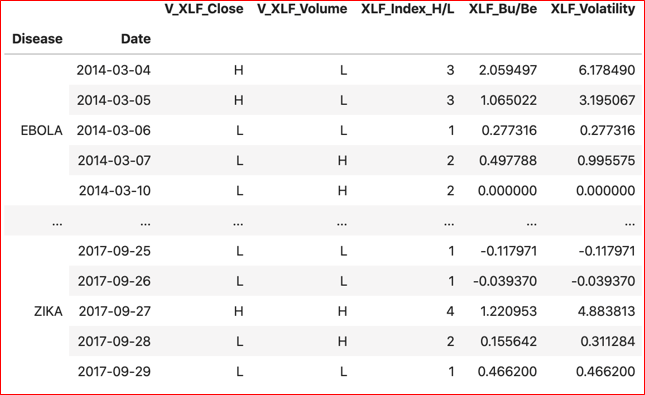 V_XLF_Close V_XLF_Volume XLF_Index_H/L XLF_Bu/Be XLF_Volatility
Disease Date
2014-03-04 H L 3 2.059497 6.178490
2014-03-05 H L 3 1.065022 3.195067
EBOLA 2014-03-06 L L 1 0.277316 0.277316
2014-03-07 L H 2 0.497788 0.995575
2014-03-10 L H 2 0.000000 0.000000
... ... ... ... ... ... ...
2017-09-25 L L 1 -0.117971 -0.117971
2017-09-26 L L 1 -0.039370 -0.039370
ZIKA 2017-09-27 H H 4 1.220953 4.883813
2017-09-28 L H 2 0.155642 0.311284
2017-09-29 L L 1 0.466200 0.466200